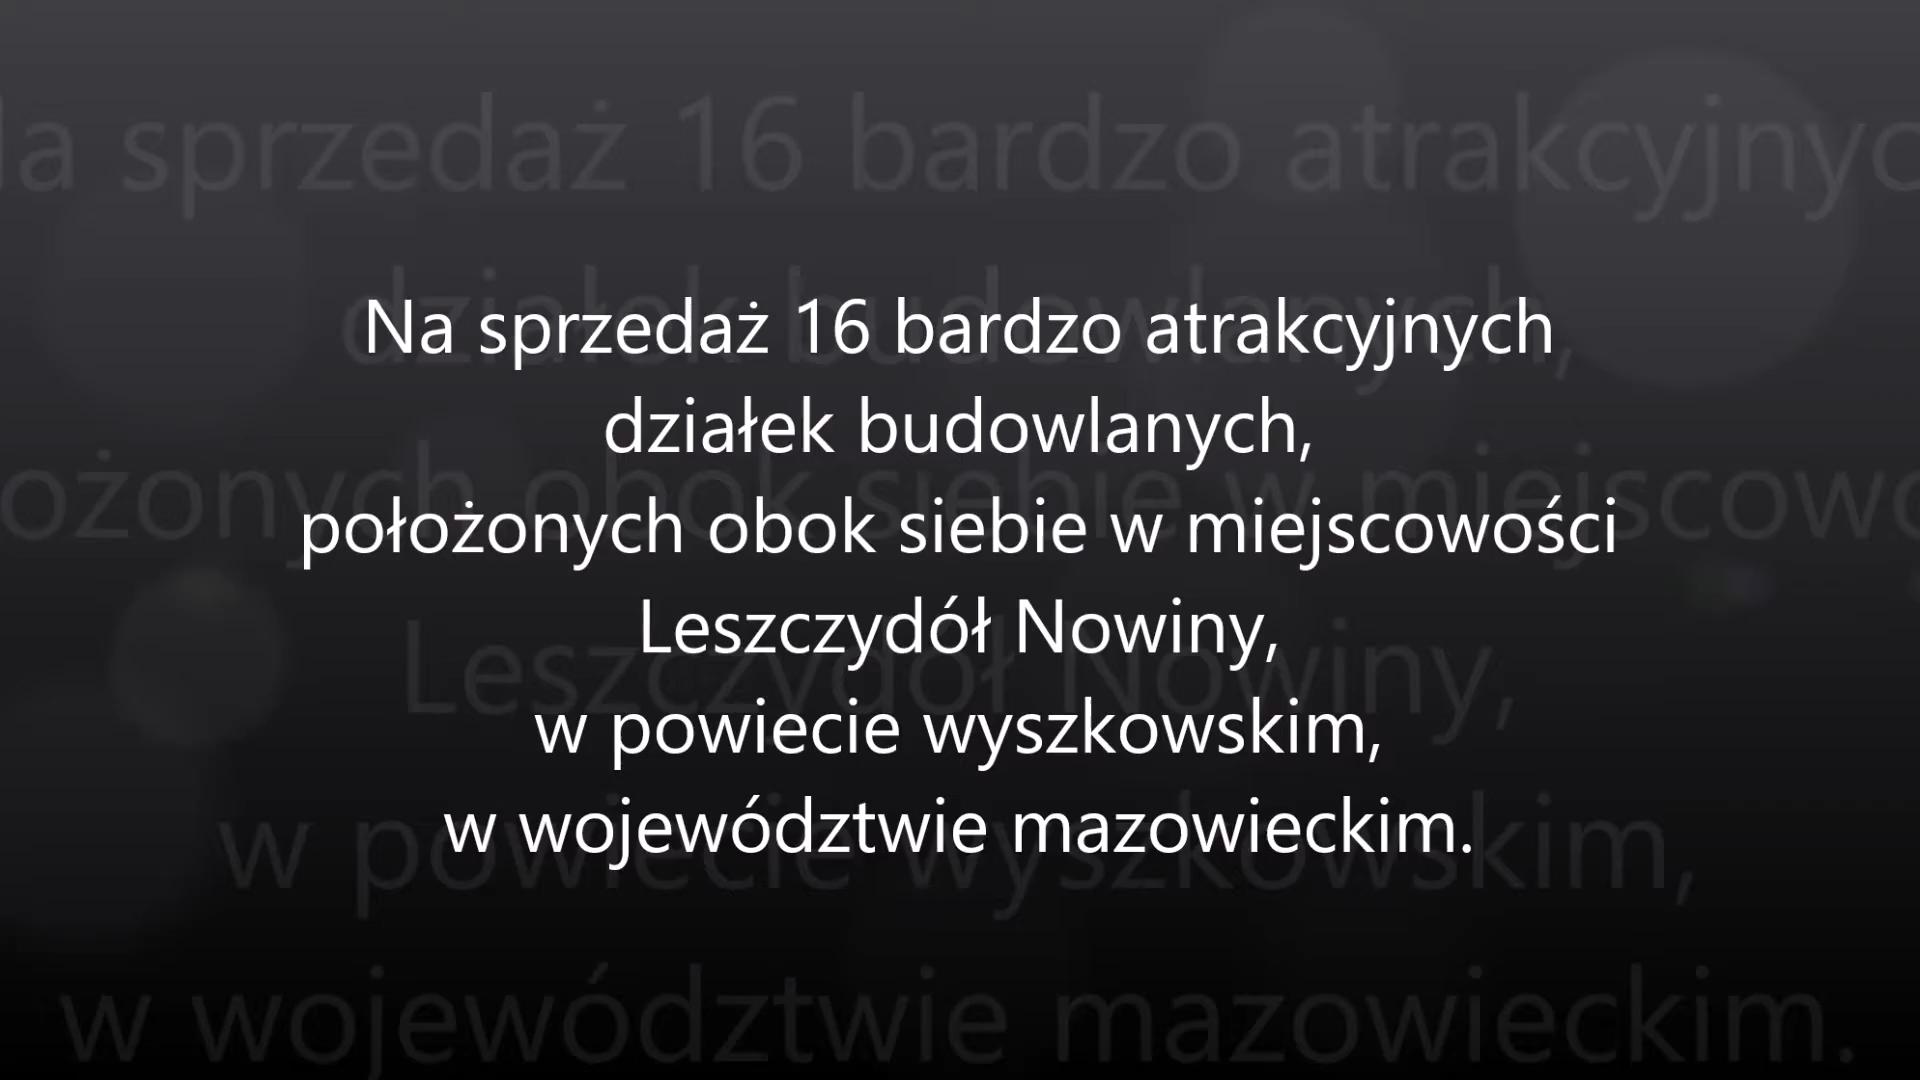 Na sprzedaż 16 bardzo atrakcyjnych
działek budowlanych,
położonych obok siebie w miejscowości
Leszczydół Nowiny,
w powiecie wyszkowskim,
w województwie mazowieckim.